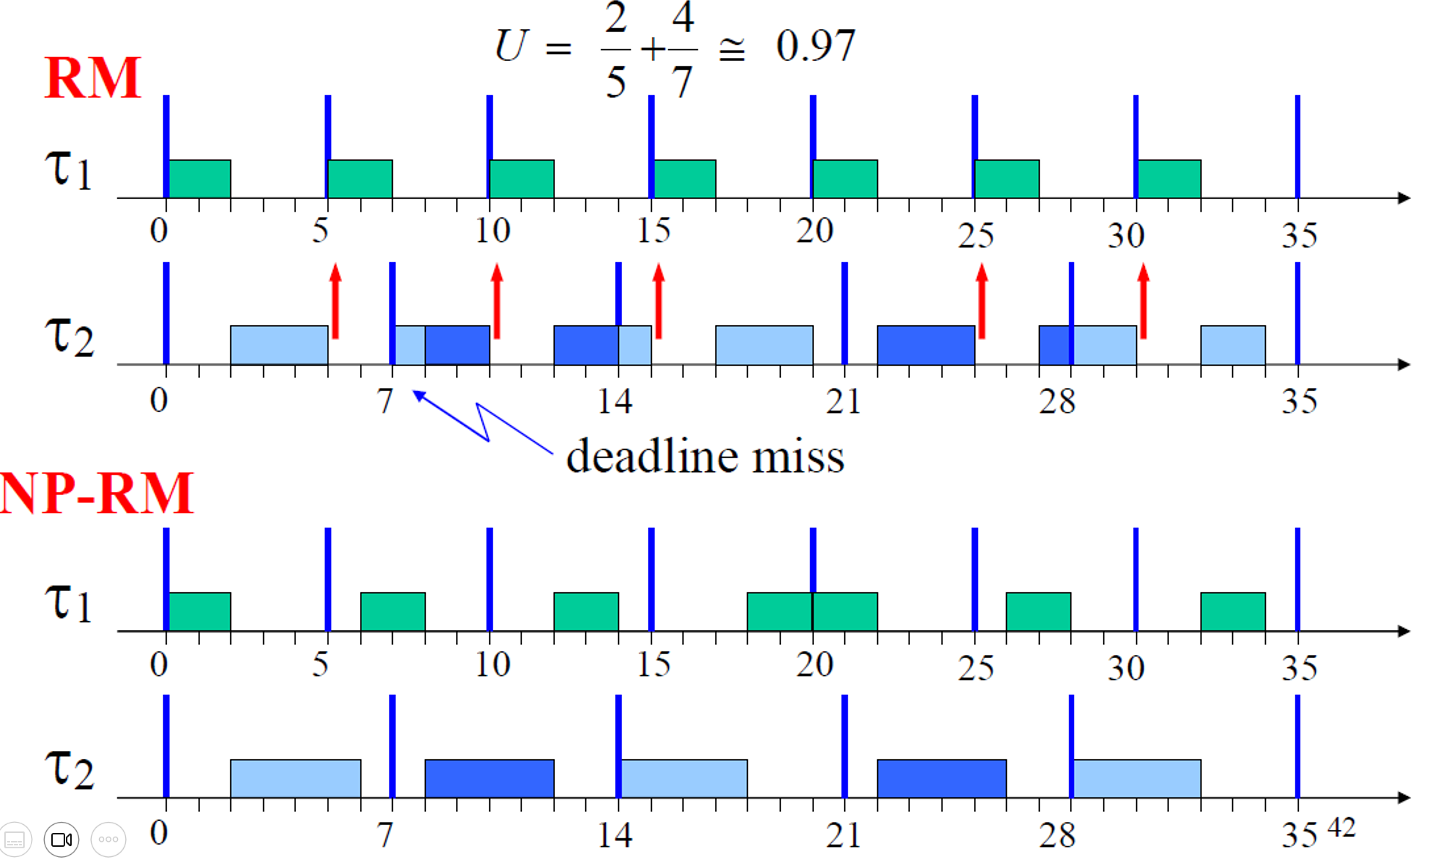 U = 2/5 + 4/7 ≅ 0.97
RM
τ1
0 5 10 15 20 25 30 35
τ2
0 7 14 21 28 35
deadline miss
NP-RM
τ1
0 5 10 15 20 25 30 35
τ2
0 7 14 21 28 35 42